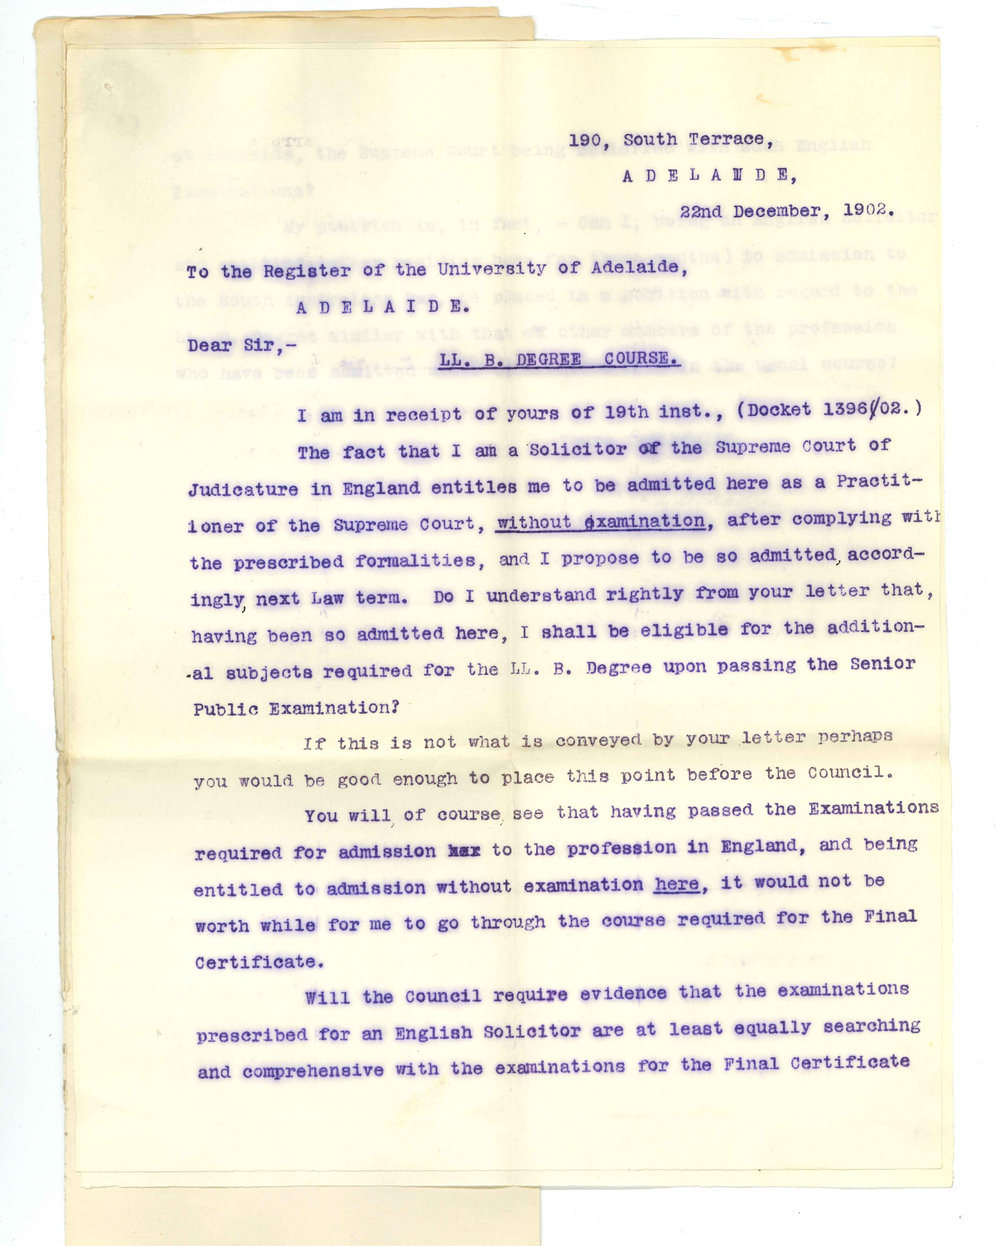 190, South Terrace,
A D E L A I D E,
22nd December, 1902.
To the Register of the University of Adelaide,
A D E L A I D E.
Dear Sir,-
LL. B. DEGREE COURSE.
I am in receipt of yours of 19th inst., (Docket 1396/02.)
The fact that I am a Solicitor of the Supreme Court of
Judicature in England entitles me to be admitted here as a Practit-
ioner of the Supreme Court, without examination, after complying with
the prescribed formalities, and I propose to be so admitted, accord-
ingly, next Law term. Do I understand rightly from your letter that,
having been so admitted here, I shall be eligible for the addition-
al subjects required for the LL. B. Degree upon passing the Senior
Public Examination?
If this is not what is conveyed by your letter perhaps
you would be good enough to place this point before the Council.
You will, of course, see that having passed the Examinations
required for admission to the profession in England, and being
entitled to admission without examination here, it would not be
worth while for me to go through the course required for the Final
Certificate.
Will the Council require evidence that the examinations
prescribed for an English Solicitor are at least equally searching
and comprehensive with the examinations for the Final Certificate